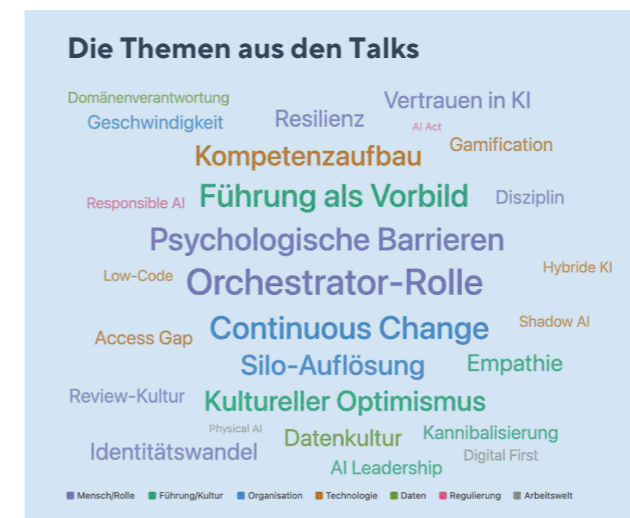 Die Themen aus den Talks
Domänenverantwortung
Vertrauen in KI
Geschwindigkeit
Resilienz
AI Act
Kompetenzaufbau
Gamification
Responsible AI
Führung als Vorbild
Disziplin
Psychologische Barrieren
Low-Code
Orchestrator-Rolle
Hybride KI
Access Gap
Continuous Change
Shadow AI
Silo-Auflösung
Empathie
Review-Kultur
Kultureller Optimismus
Physical AI
Identitätswandel
Datenkultur
Kannibalisierung
AI Leadership
Digital First
Mensch/Rolle Führung/Kultur Organisation Technologie Daten Regulierung Arbeitswelt